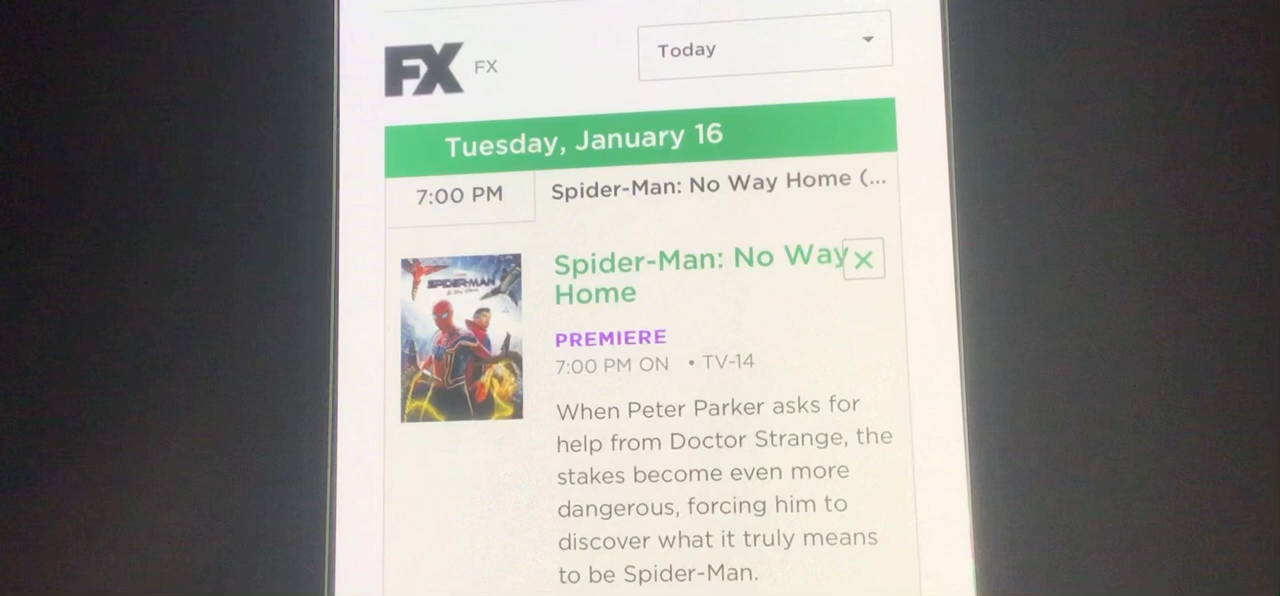 FX FX
Today
Tuesday, January 16
7:00 PM
Spider-Man: No Way Home (...
Spider-Man: No Way
Home
PREMIERE
7:00 PM ON • TV-14
When Peter Parker asks for
help from Doctor Strange, the
stakes become even more
dangerous, forcing him to
discover what it truly means
to be Spider-Man.
SPIDER-MAN